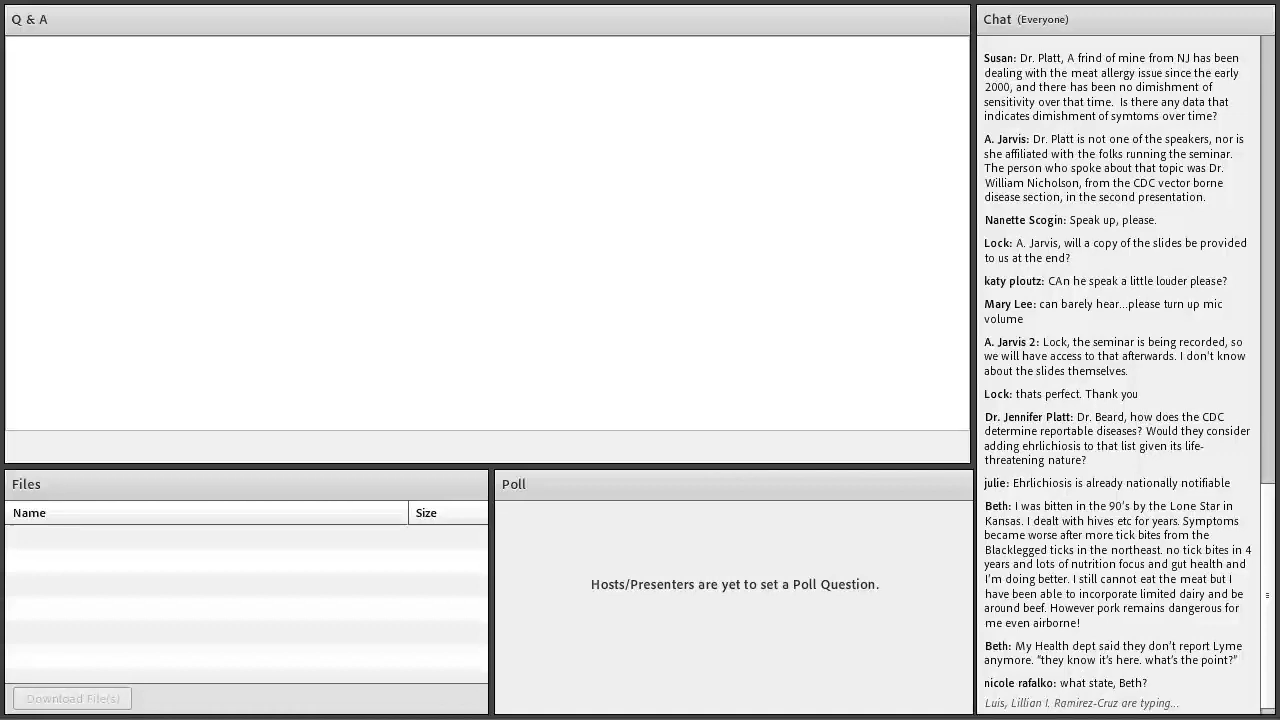 Q & A
Chat (Everyone)
Susan: Dr. Platt, A frind of mine from NJ has been
dealing with the meat allergy issue since the early
2000, and there has been no dimishment of
sensitivity over that time.  Is there any data that
indicates dimishment of symtoms over time?
A. Jarvis: Dr. Platt is not one of the speakers, nor is
she affiliated with the folks running the seminar.
The person who spoke about that topic was Dr.
William Nicholson, from the CDC vector borne
disease section, in the second presentation.
Nanette Scogin: Speak up, please.
Lock: A. Jarvis, will a copy of the slides be provided
to us at the end?
katy ploutz: CAn he speak a little louder please?
Mary Lee: can barely hear...please turn up mic
volume
A. Jarvis 2: Lock, the seminar is being recorded, so
we will have access to that afterwards. I don't know
about the slides themselves.
Lock: thats perfect. Thank you
Dr. Jennifer Platt: Dr. Beard, how does the CDC
determine reportable diseases? Would they consider
adding ehrlichiosis to that list given its life-
threatening nature?
julie: Ehrlichiosis is already nationally notifiable
Beth: I was bitten in the 90's by the Lone Star in
Kansas. I dealt with hives etc for years. Symptoms
became worse after more tick bites from the
Blacklegged ticks in the northeast. no tick bites in 4
years and lots of nutrition focus and gut health and
I'm doing better. I still cannot eat the meat but I
have been able to incorporate limited dairy and be
around beef. However pork remains dangerous for
me even airborne!
Beth: My Health dept said they don't report Lyme
anymore. "they know it's here. what's the point?"
nicole rafalko: what state, Beth?
Luis, Lillian I. Ramirez-Cruz are typing...
Files
Name
Size
Download File(s)
Poll
Hosts/Presenters are yet to set a Poll Question.